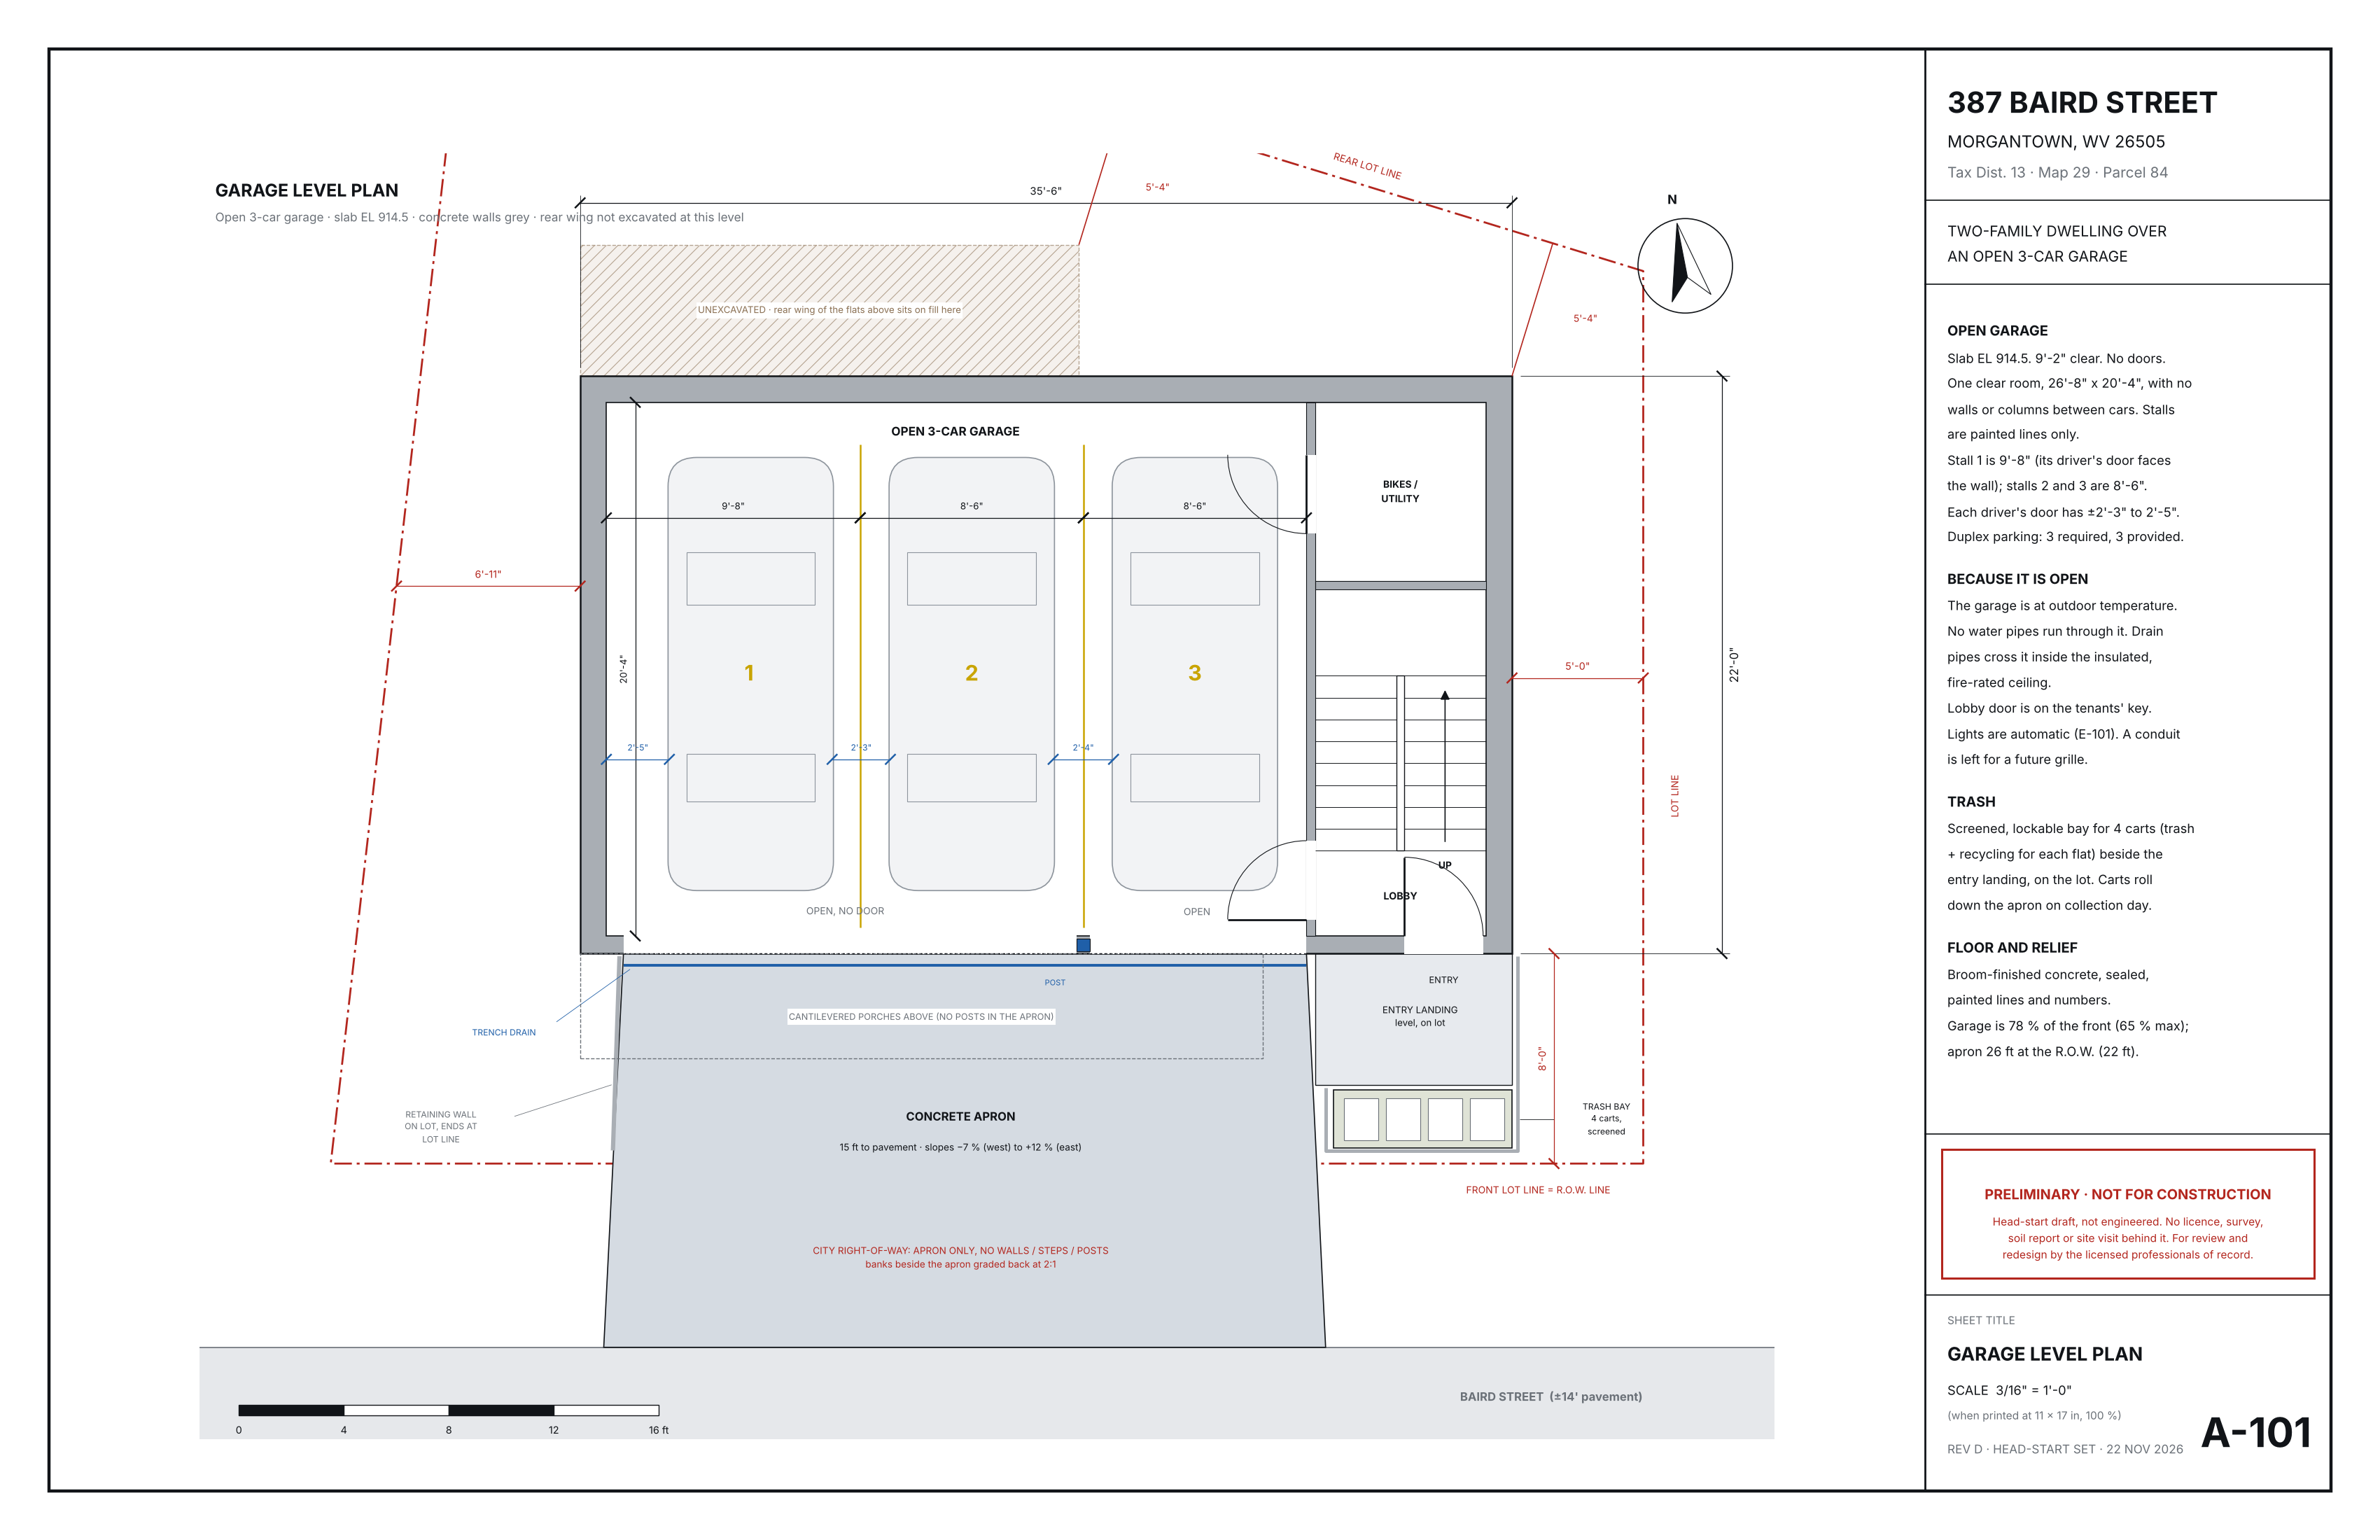 GARAGE LEVEL PLAN
Open 3-car garage · slab EL 914.5 · concrete walls grey · rear wing not excavated at this level
35'-6"
5'-4"
REAR LOT LINE
N
5'-4"
UNEXCAVATED · rear wing of the flats above sits on fill here
OPEN 3-CAR GARAGE
BIKES /
UTILITY
9'-8"
8'-6"
8'-6"
6'-11"
20'-4"
1
2
3
5'-0"
22'-0"
2'-5"
2'-3"
2'-4"
LOT LINE
UP
LOBBY
OPEN, NO DOOR
OPEN
POST
ENTRY
CANTILEVERED PORCHES ABOVE (NO POSTS IN THE APRON)
ENTRY LANDING
level, on lot
TRENCH DRAIN
8'-0"
RETAINING WALL
ON LOT, ENDS AT
LOT LINE
CONCRETE APRON
15 ft to pavement · slopes −7 % (west) to +12 % (east)
TRASH BAY
4 carts,
screened
FRONT LOT LINE = R.O.W. LINE
CITY RIGHT-OF-WAY: APRON ONLY, NO WALLS / STEPS / POSTS
banks beside the apron graded back at 2:1
BAIRD STREET (±14' pavement)
0
4
8
12
16 ft
387 BAIRD STREET
MORGANTOWN, WV 26505
Tax Dist. 13 · Map 29 · Parcel 84
TWO-FAMILY DWELLING OVER
AN OPEN 3-CAR GARAGE
OPEN GARAGE
Slab EL 914.5. 9'-2" clear. No doors.
One clear room, 26'-8" x 20'-4", with no
walls or columns between cars. Stalls
are painted lines only.
Stall 1 is 9'-8" (its driver's door faces
the wall); stalls 2 and 3 are 8'-6".
Each driver's door has ±2'-3" to 2'-5".
Duplex parking: 3 required, 3 provided.
BECAUSE IT IS OPEN
The garage is at outdoor temperature.
No water pipes run through it. Drain
pipes cross it inside the insulated,
fire-rated ceiling.
Lobby door is on the tenants' key.
Lights are automatic (E-101). A conduit
is left for a future grille.
TRASH
Screened, lockable bay for 4 carts (trash
+ recycling for each flat) beside the
entry landing, on the lot. Carts roll
down the apron on collection day.
FLOOR AND RELIEF
Broom-finished concrete, sealed,
painted lines and numbers.
Garage is 78 % of the front (65 % max);
apron 26 ft at the R.O.W. (22 ft).
PRELIMINARY · NOT FOR CONSTRUCTION
Head-start draft, not engineered. No licence, survey,
soil report or site visit behind it. For review and
redesign by the licensed professionals of record.
SHEET TITLE
GARAGE LEVEL PLAN
SCALE 3/16" = 1'-0"
(when printed at 11 × 17 in, 100 %)
REV D · HEAD-START SET · 22 NOV 2026
A-101